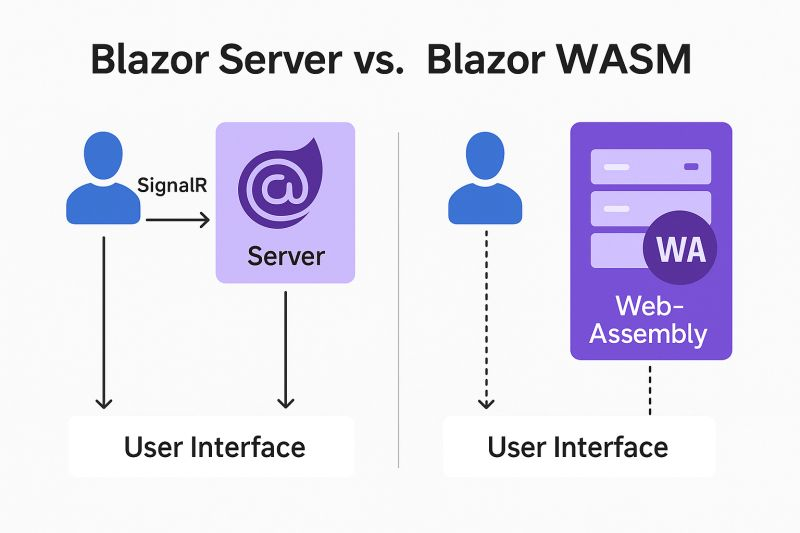 Blazor Server vs. Blazor WASM
SignalR
Server
User Interface
WA
Web-
Assembly
User Interface